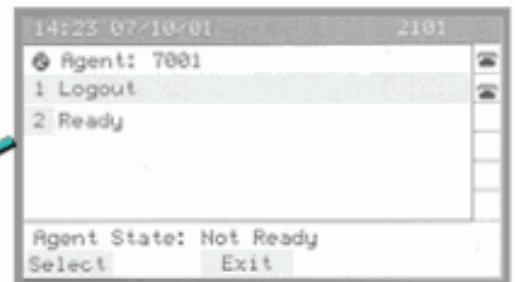 14:23 07/10/01 2101
Agent: 7001
1 Logout
2 Ready
Agent State: Not Ready
Select Exit